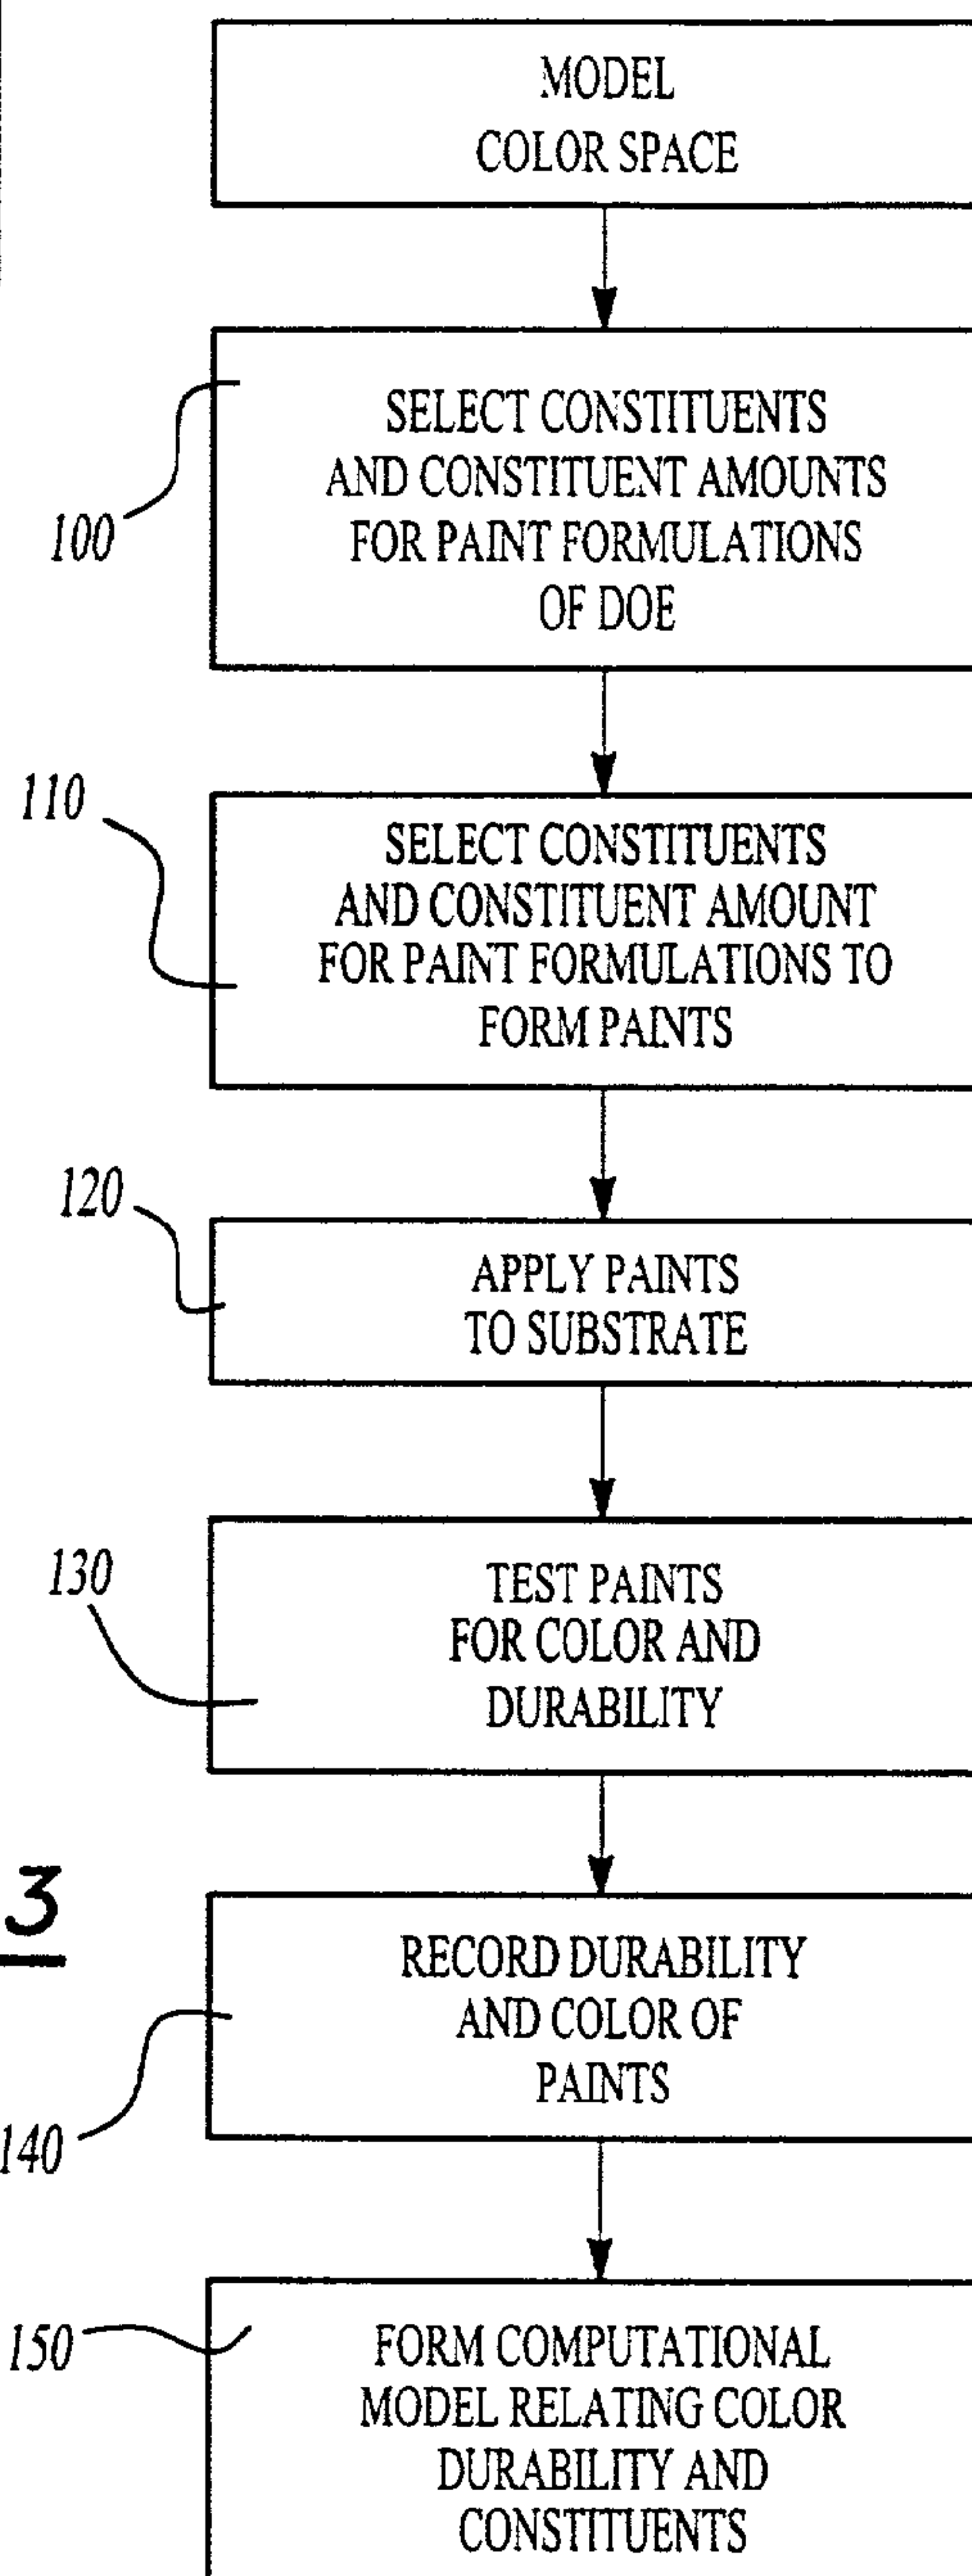 MODEL
COLOR SPACE
100
SELECT CONSTITUENTS
AND CONSTITUENT AMOUNTS
FOR PAINT FORMULATIONS
OF DOE
110
SELECT CONSTITUENTS
AND CONSTITUENT AMOUNT
FOR PAINT FORMULATIONS TO
FORM PAINTS
120
APPLY PAINTS
TO SUBSTRATE
130
TEST PAINTS
FOR COLOR AND
DURABILITY
3
140
RECORD DURABILITY
AND COLOR OF
PAINTS
150
FORM COMPUTATIONAL
MODEL RELATING COLOR
DURABILITY AND
CONSTITUENTS